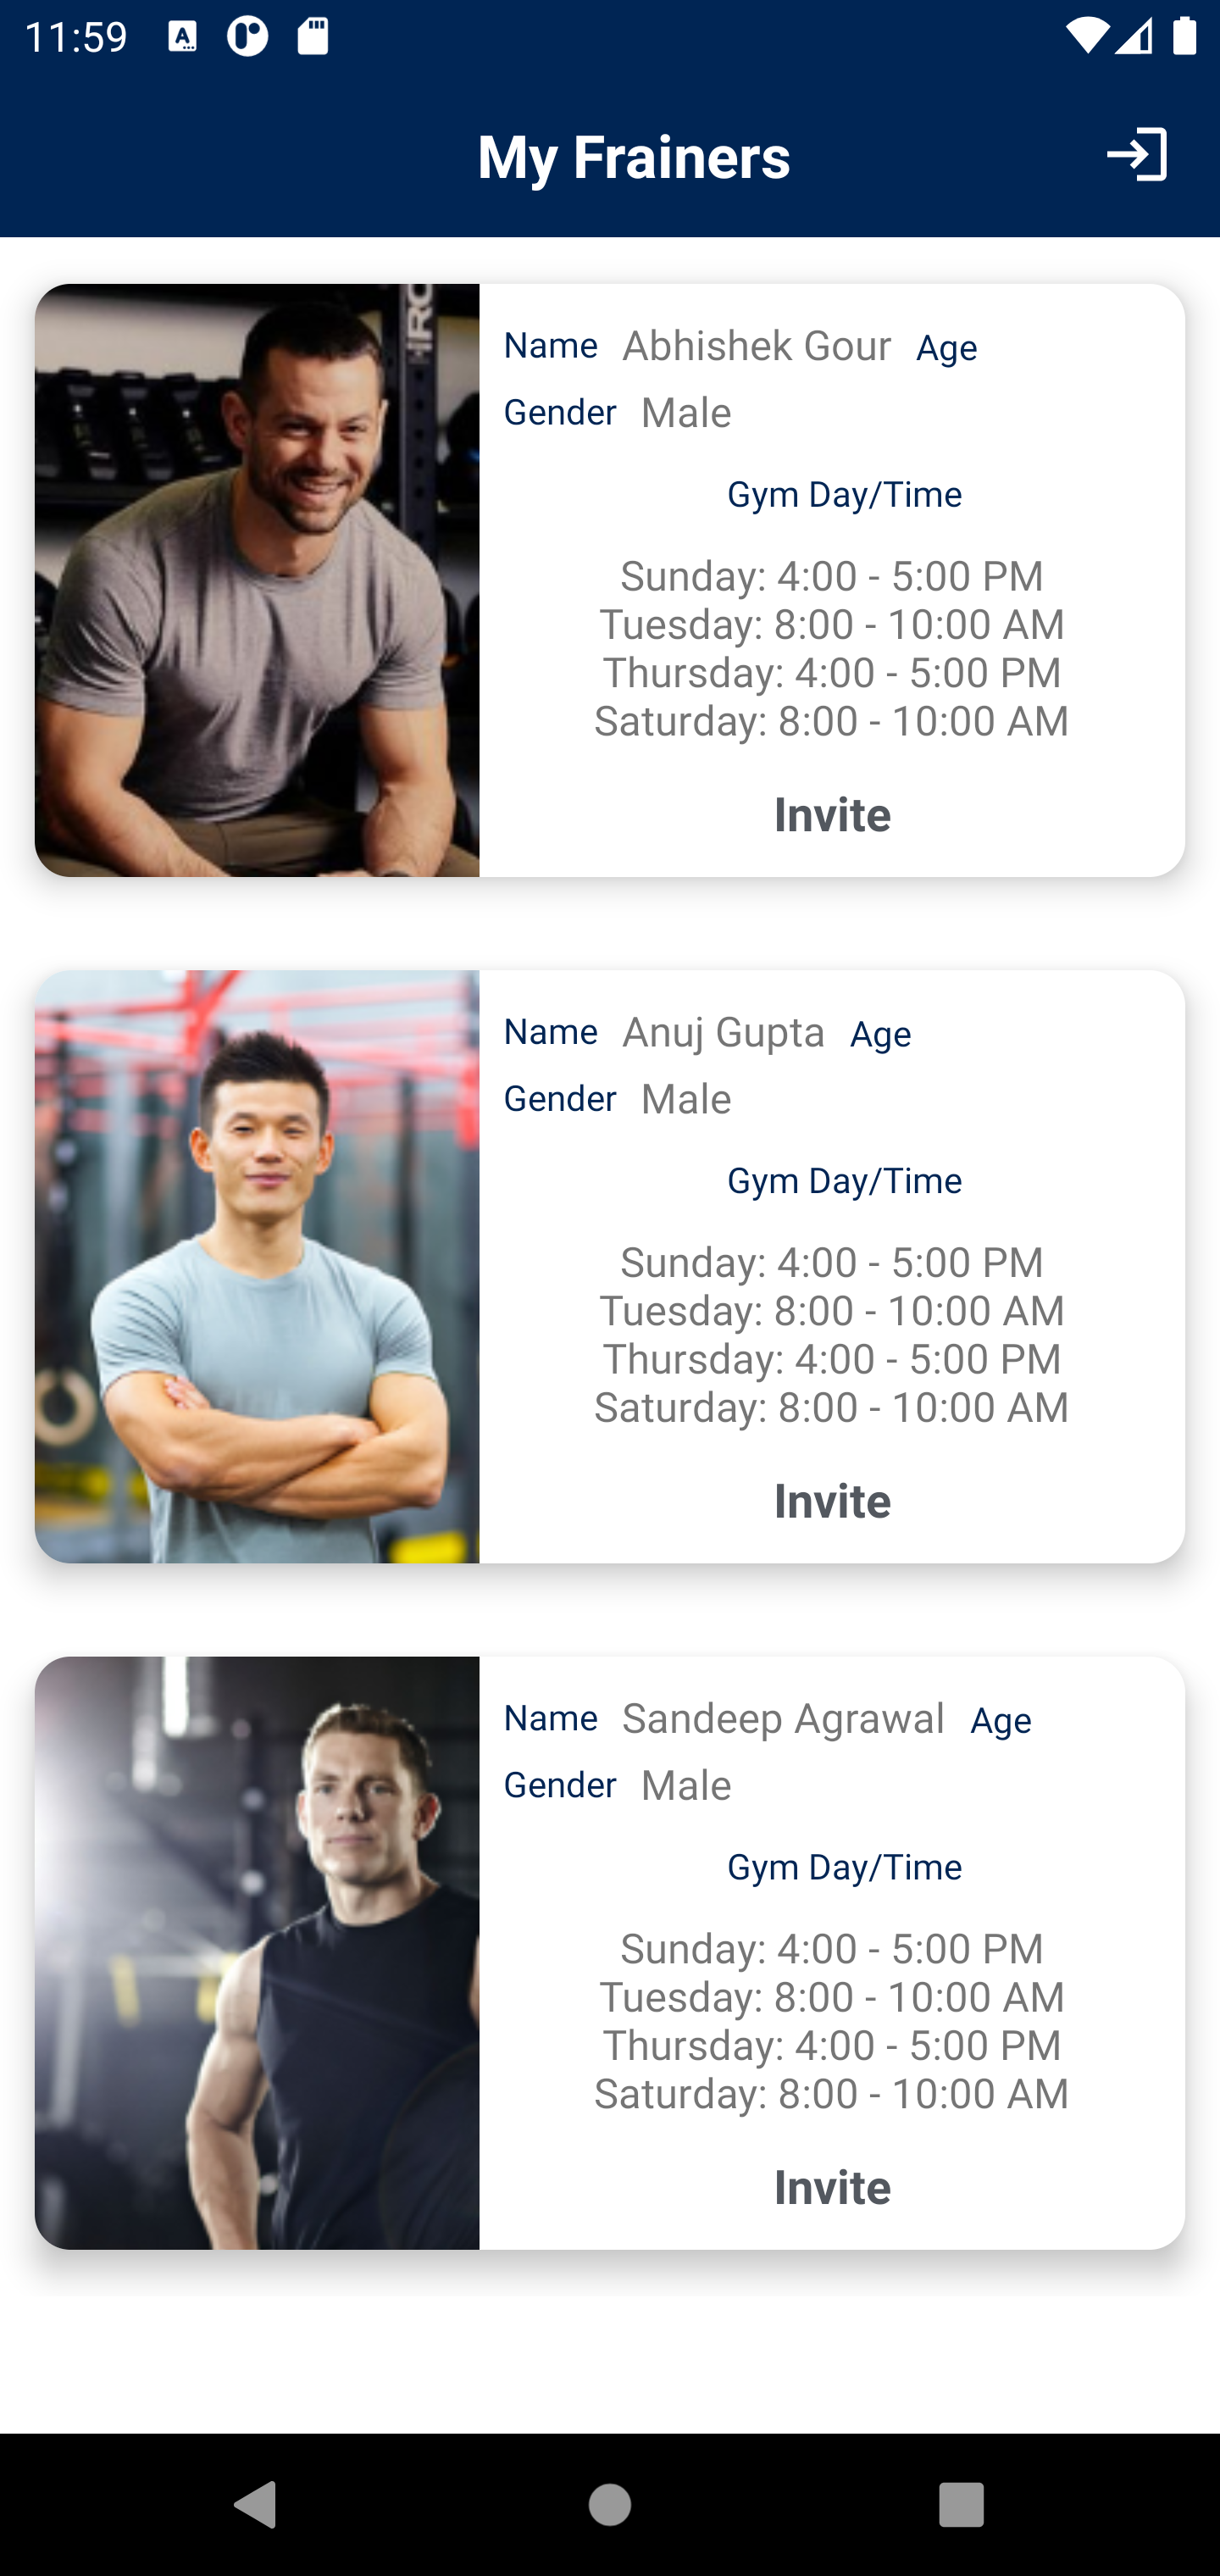 11:59
My Frainers
Name Abhishek Gour Age
Gender Male
Gym Day/Time
Sunday: 4:00 - 5:00 PM
Tuesday: 8:00 - 10:00 AM
Thursday: 4:00 - 5:00 PM
Saturday: 8:00 - 10:00 AM
Invite
Name Anuj Gupta Age
Gender Male
Gym Day/Time
Sunday: 4:00 - 5:00 PM
Tuesday: 8:00 - 10:00 AM
Thursday: 4:00 - 5:00 PM
Saturday: 8:00 - 10:00 AM
Invite
Name Sandeep Agrawal Age
Gender Male
Gym Day/Time
Sunday: 4:00 - 5:00 PM
Tuesday: 8:00 - 10:00 AM
Thursday: 4:00 - 5:00 PM
Saturday: 8:00 - 10:00 AM
Invite